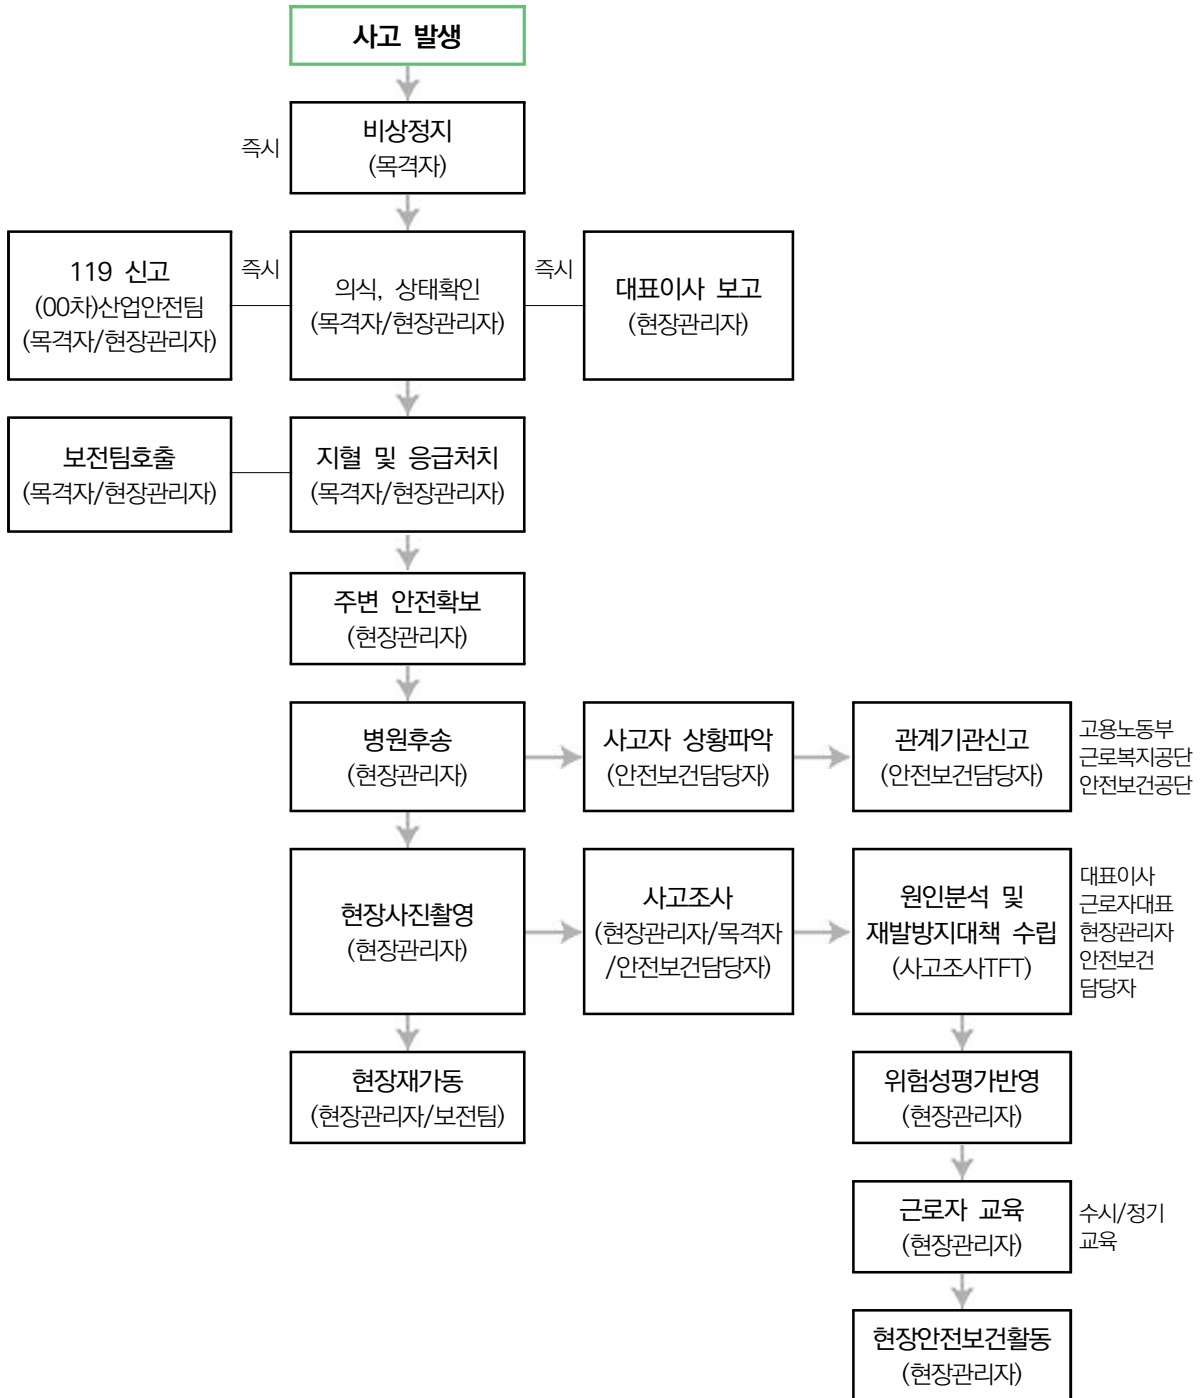 사고 발생
즉시
비상정지
(목격자)
119 신고
(00차)산업안전팀
(목격자/현장관리자)
즉시
의식, 상태확인
(목격자/현장관리자)
즉시
대표이사 보고
(현장관리자)
보전팀호출
(목격자/현장관리자)
지혈 및 응급처치
(목격자/현장관리자)
주변 안전확보
(현장관리자)
병원후송
(현장관리자)
사고자 상황파악
(안전보건담당자)
관계기관신고
(안전보건담당자)
고용노동부
근로복지공단
안전보건공단
현장사진촬영
(현장관리자)
사고조사
(현장관리자/목격자
/안전보건담당자)
원인분석 및
재발방지대책 수립
(사고조사TFT)
대표이사
근로자대표
현장관리자
안전보건
담당자
현장재가동
(현장관리자/보전팀)
위험성평가반영
(현장관리자)
근로자 교육
(현장관리자)
수시/정기
교육
현장안전보건활동
(현장관리자)